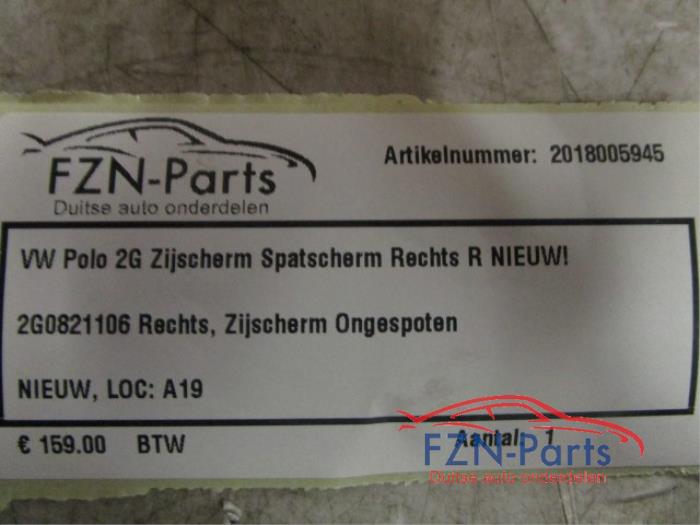 FZN-Parts
Duitse auto onderdelen
Artikelnummer: 2018005945
VW Polo 2G Zijscherm Spatscherm Rechts R NIEUW!
2G0821106 Rechts, Zijscherm Ongespoten
NIEUW, LOC: A19
€ 159.00 BTW
Aantal: 1
FZN-Parts
Duitse auto onderdelen